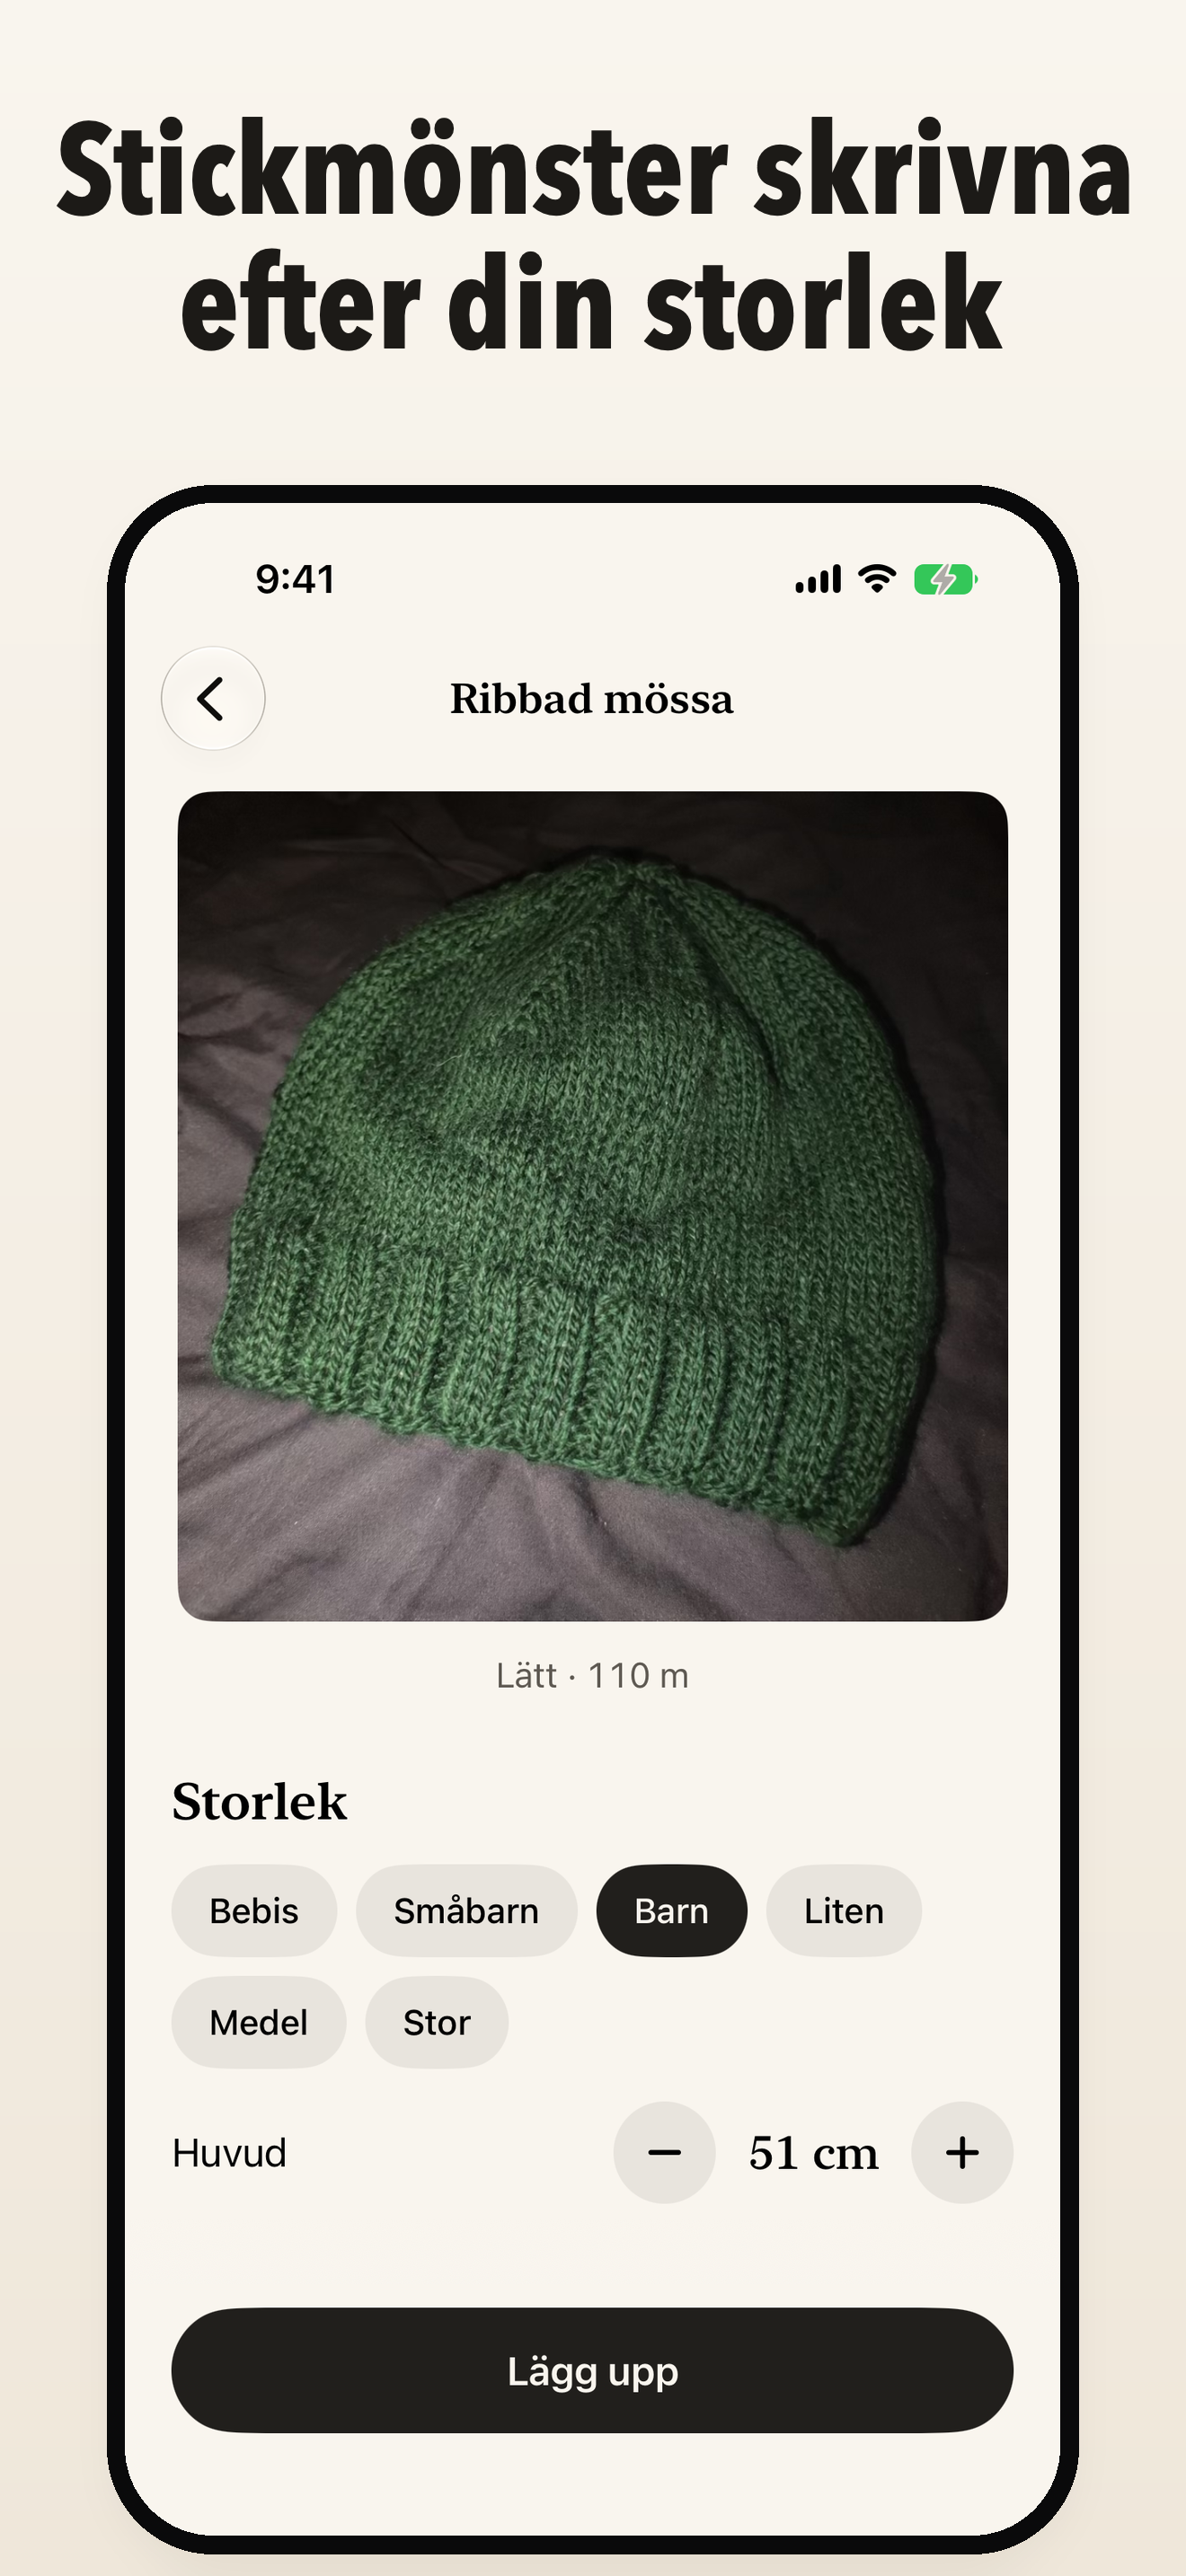 Stickmönster skrivna
efter din storlek
9:41
Ribbad mössa
Lätt · 110 m
Storlek
Bebis
Småbarn
Barn
Liten
Medel
Stor
Huvud
51 cm
Lägg upp